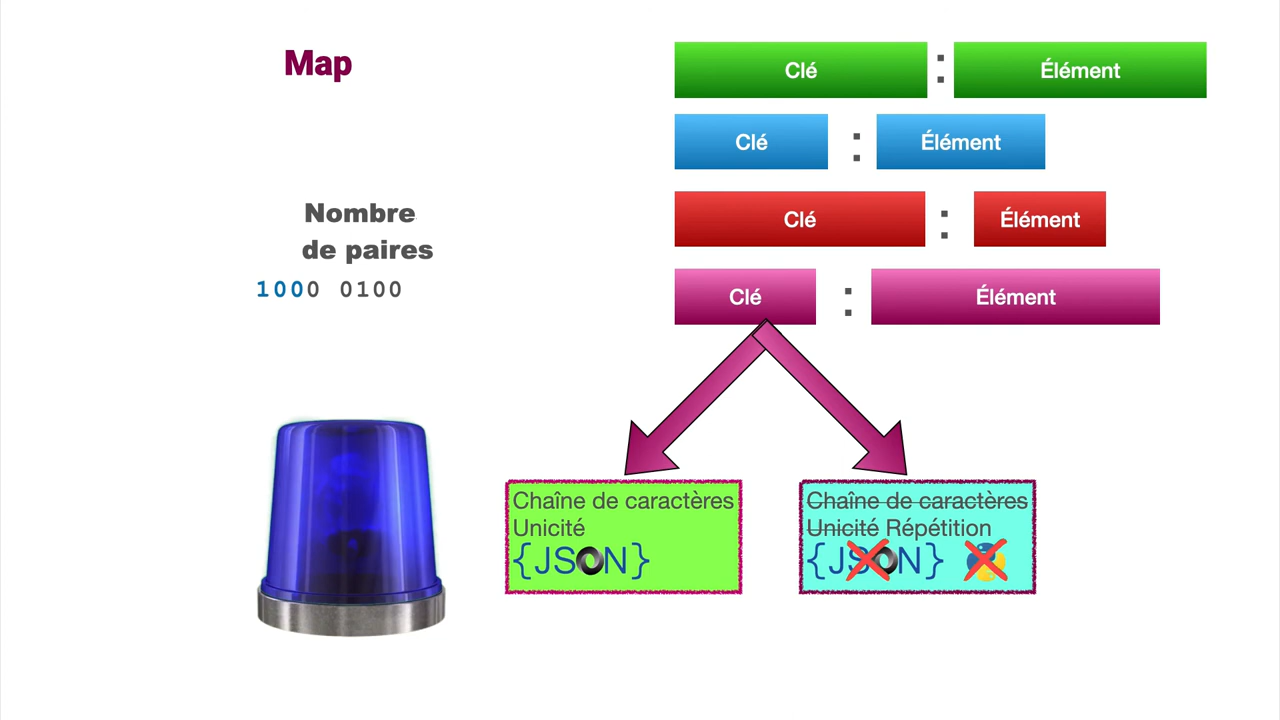 Map
Clé : Élément
Clé : Élément
Nombre
de paires
Clé : Élément
1000 0100
Clé : Élément
Chaîne de caractères
Unicité
{JSON}
Chaîne de caractères
Unicité Répétition
{JSON}